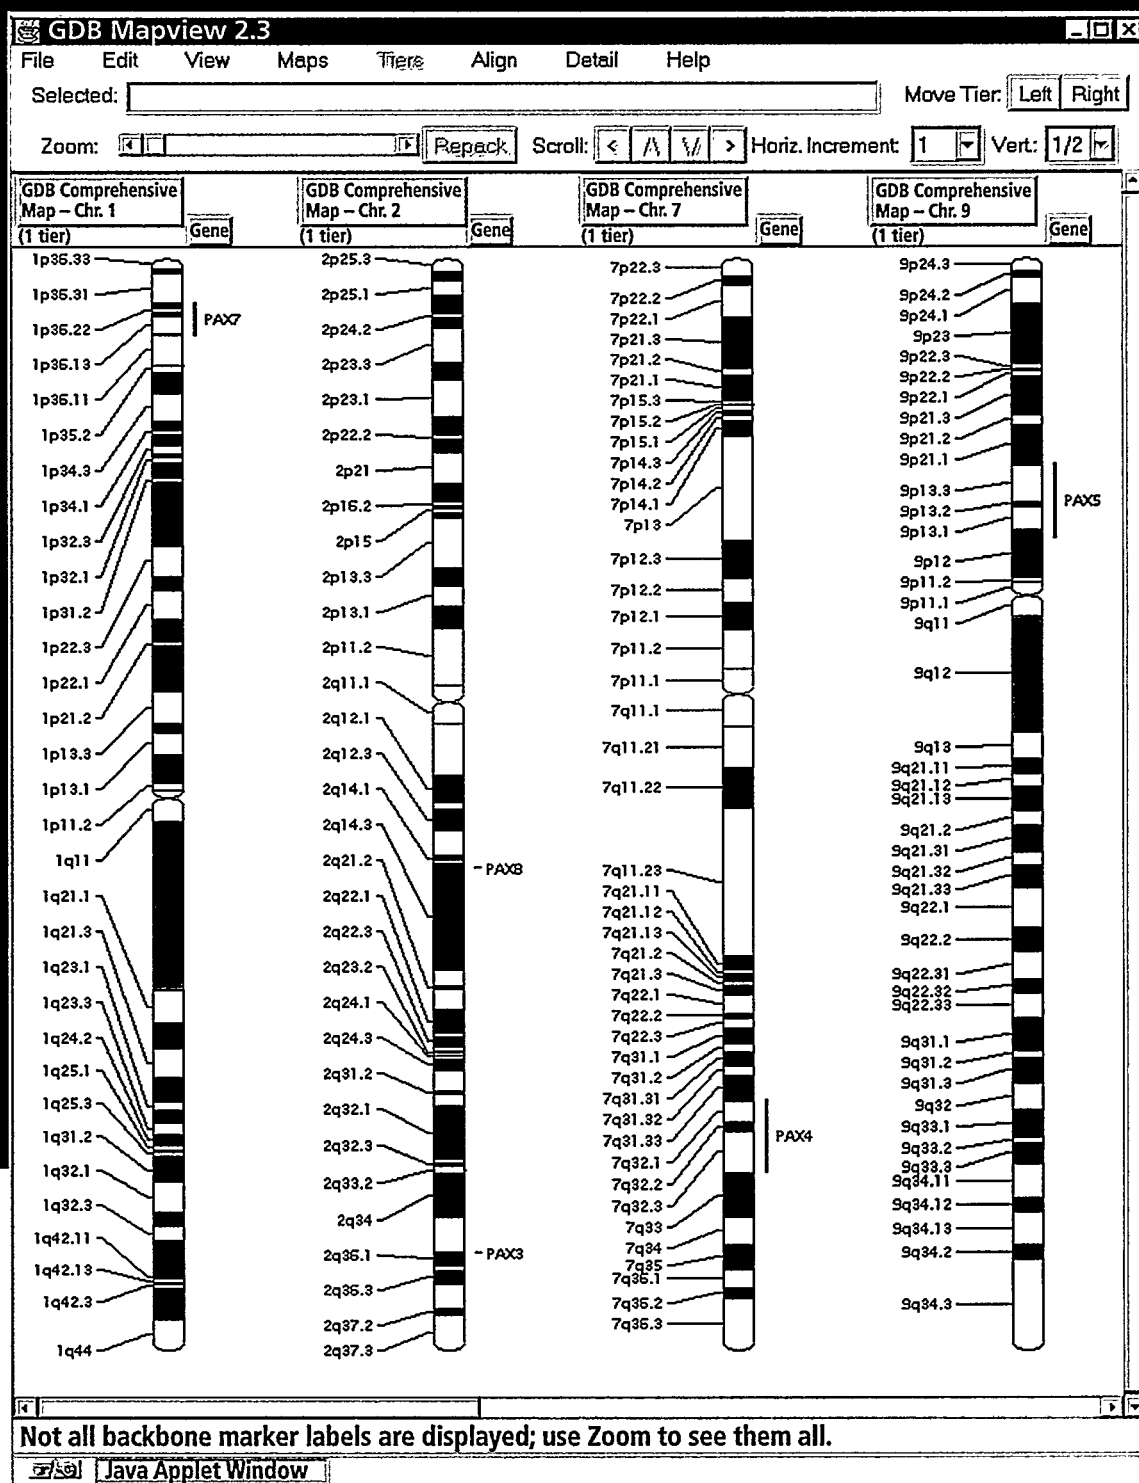 GDB Mapview 2.3
File Edit View Maps Tiers Align Detail Help
Selected: Move Tier: Left Right
Zoom: Repack Scroll: < /\ \/ > Horiz. Increment: 1 Vert.: 1/2
GDB Comprehensive
Map – Chr. 1
(1 tier) Gene
1p36.33
1p36.31
1p36.22
1p36.13
1p36.11
1p35.2
1p34.3
1p34.1
1p32.3
1p32.1
1p31.2
1p22.3
1p22.1
1p21.2
1p13.3
1p13.1
1p11.2
1q11
1q21.1
1q21.3
1q23.1
1q23.3
1q24.2
1q25.1
1q25.3
1q31.2
1q32.1
1q32.3
1q42.11
1q42.13
1q42.3
1q44
PAX7
GDB Comprehensive
Map – Chr. 2
(1 tier) Gene
2p25.3
2p25.1
2p24.2
2p23.3
2p23.1
2p22.2
2p21
2p16.2
2p15
2p13.3
2p13.1
2p11.2
2q11.1
2q12.1
2q12.3
2q14.1
2q14.3
2q21.2
2q22.1
2q22.3
2q23.2
2q24.1
2q24.3
2q31.2
2q32.1
2q32.3
2q33.2
2q34
2q36.1
2q36.3
2q37.2
2q37.3
PAX8
PAX3
GDB Comprehensive
Map – Chr. 7
(1 tier) Gene
7p22.3
7p22.2
7p22.1
7p21.3
7p21.2
7p21.1
7p15.3
7p15.2
7p15.1
7p14.3
7p14.2
7p14.1
7p13
7p12.3
7p12.2
7p12.1
7p11.2
7p11.1
7q11.1
7q11.21
7q11.22
7q11.23
7q21.11
7q21.12
7q21.13
7q21.2
7q21.3
7q22.1
7q22.2
7q22.3
7q31.1
7q31.2
7q31.31
7q31.32
7q31.33
7q32.1
7q32.2
7q32.3
7q33
7q34
7q35
7q36.1
7q36.2
7q36.3
PAX4
GDB Comprehensive
Map – Chr. 9
(1 tier) Gene
9p24.3
9p24.2
9p24.1
9p23
9p22.3
9p22.2
9p22.1
9p21.3
9p21.2
9p21.1
9p13.3
9p13.2
9p13.1
9p12
9p11.2
9p11.1
9q11
9q12
9q13
9q21.11
9q21.12
9q21.13
9q21.2
9q21.31
9q21.32
9q21.33
9q22.1
9q22.2
9q22.31
9q22.32
9q22.33
9q31.1
9q31.2
9q31.3
9q32
9q33.1
9q33.2
9q33.3
9q34.11
9q34.12
9q34.13
9q34.2
9q34.3
PAX5
Not all backbone marker labels are displayed; use Zoom to see them all.
Java Applet Window